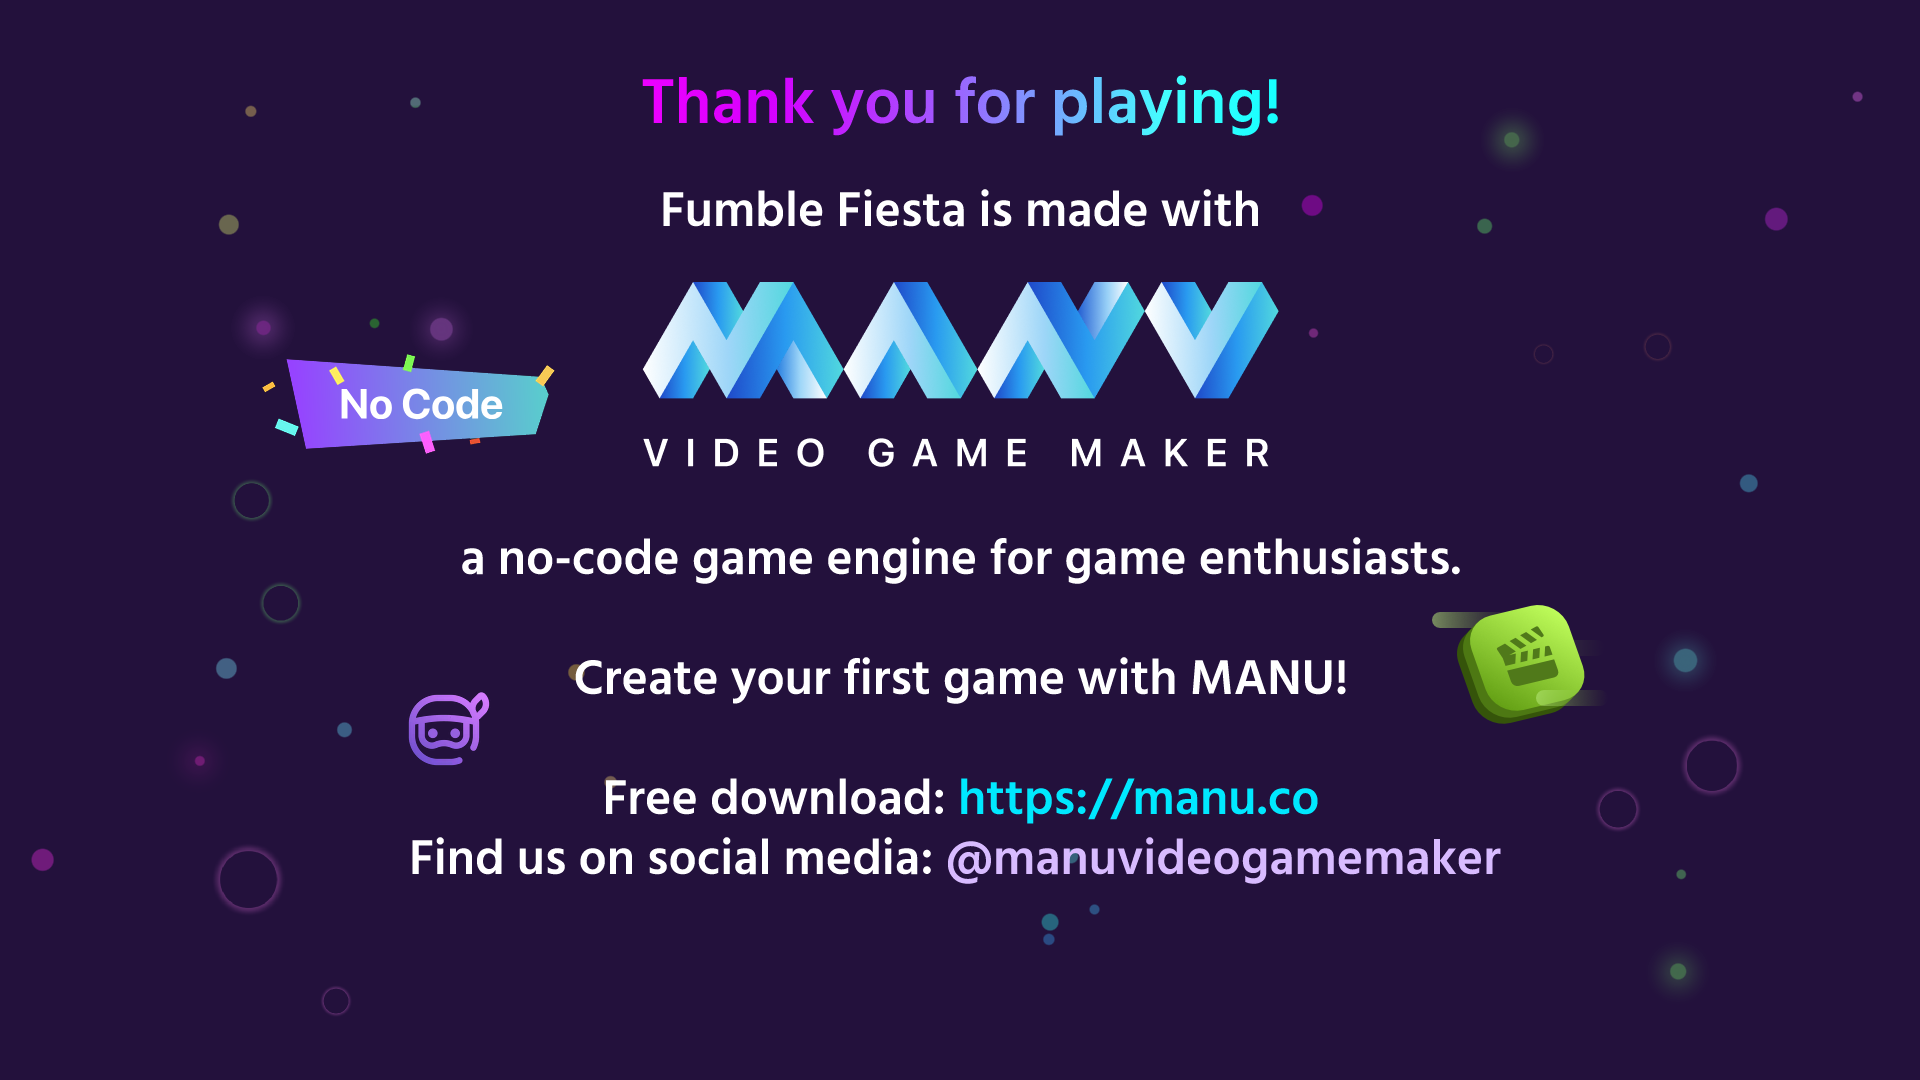 Thank you for playing!
Fumble Fiesta is made with
MANU
No Code
VIDEO GAME MAKER
a no-code game engine for game enthusiasts.
Create your first game with MANU!
Free download: https://manu.co
Find us on social media: @manuvideogamemaker